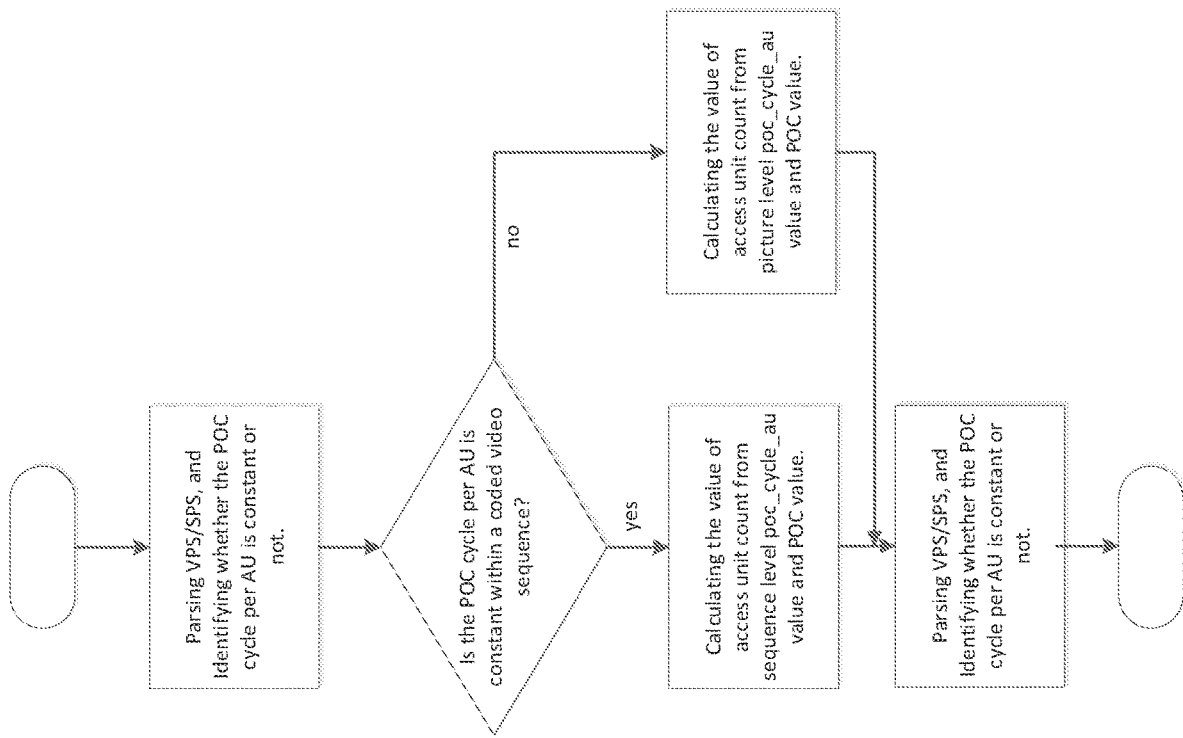 Parsing VPS/SPS, and
Identifying whether the POC
cycle per AU is constant or
not.
Is the POC cycle per AU is
constant within a coded video
sequence?
yes
no
Calculating the value of
access unit count from
sequence level poc_cycle_au
value and POC value.
Calculating the value of
access unit count from
picture level poc_cycle_au
value and POC value.
Parsing VPS/SPS, and
Identifying whether the POC
cycle per AU is constant or
not.